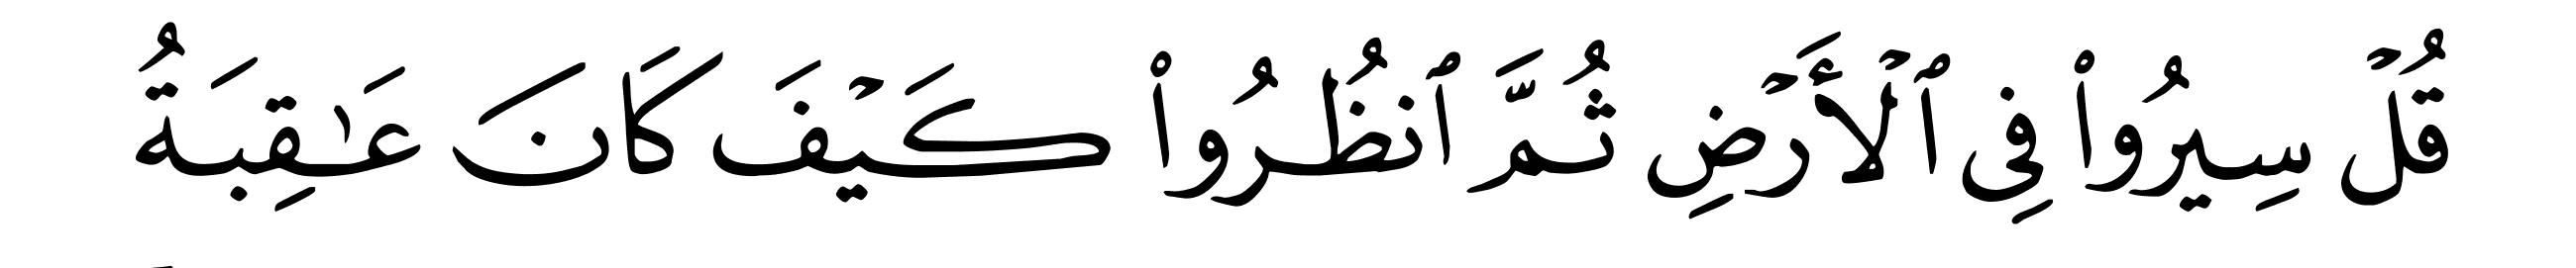 قُلۡ سِيرُواْ فِي ٱلۡأَرۡضِ ثُمَّ ٱنظُرُواْ كَيۡفَ كَانَ عَٰقِبَةُ